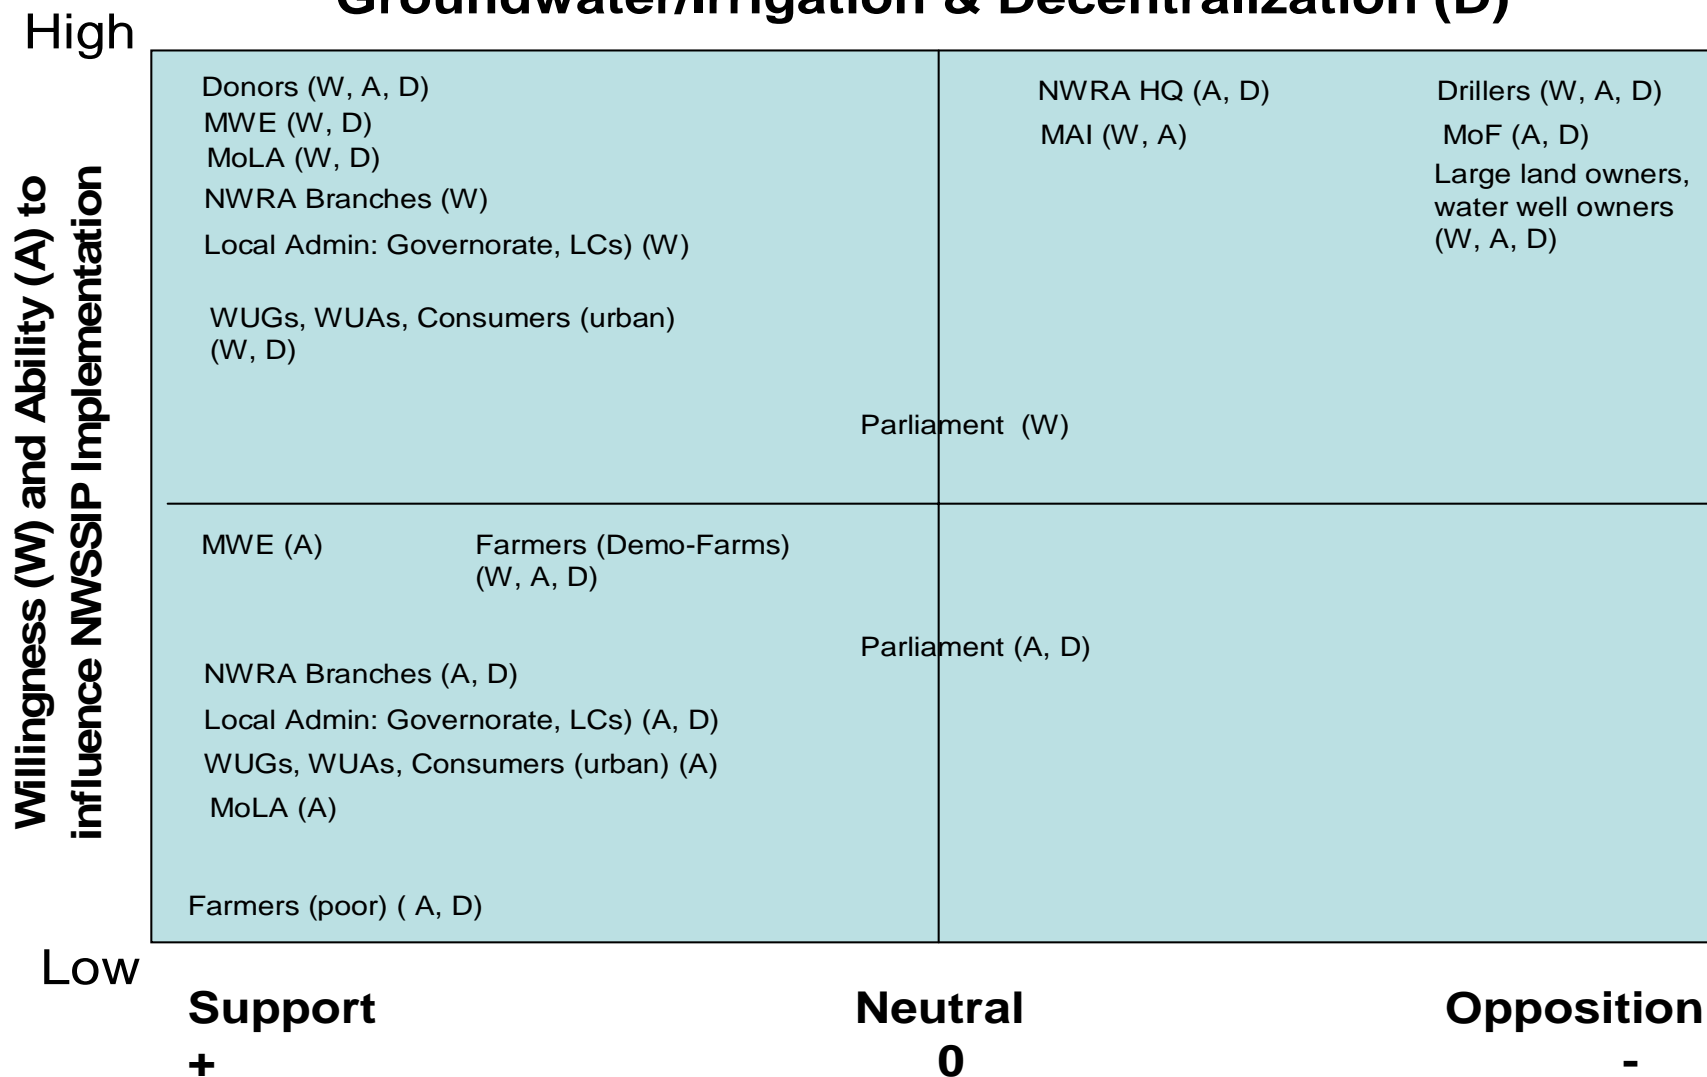 Groundwater/Irrigation & Decentralization (D)
High
Willingness (W) and Ability (A) to
influence NWSSIP Implementation
Donors (W, A, D)
MWE (W, D)
MoLA (W, D)
NWRA Branches (W)
Local Admin: Governorate, LCs) (W)
WUGs, WUAs, Consumers (urban)
(W, D)
NWRA HQ (A, D)
MAI (W, A)
Drillers (W, A, D)
MoF (A, D)
Large land owners,
water well owners
(W, A, D)
Parliament (W)
MWE (A)
Farmers (Demo-Farms)
(W, A, D)
Parliament (A, D)
NWRA Branches (A, D)
Local Admin: Governorate, LCs) (A, D)
WUGs, WUAs, Consumers (urban) (A)
MoLA (A)
Farmers (poor) ( A, D)
Low
Support
+
Neutral
0
Opposition
-